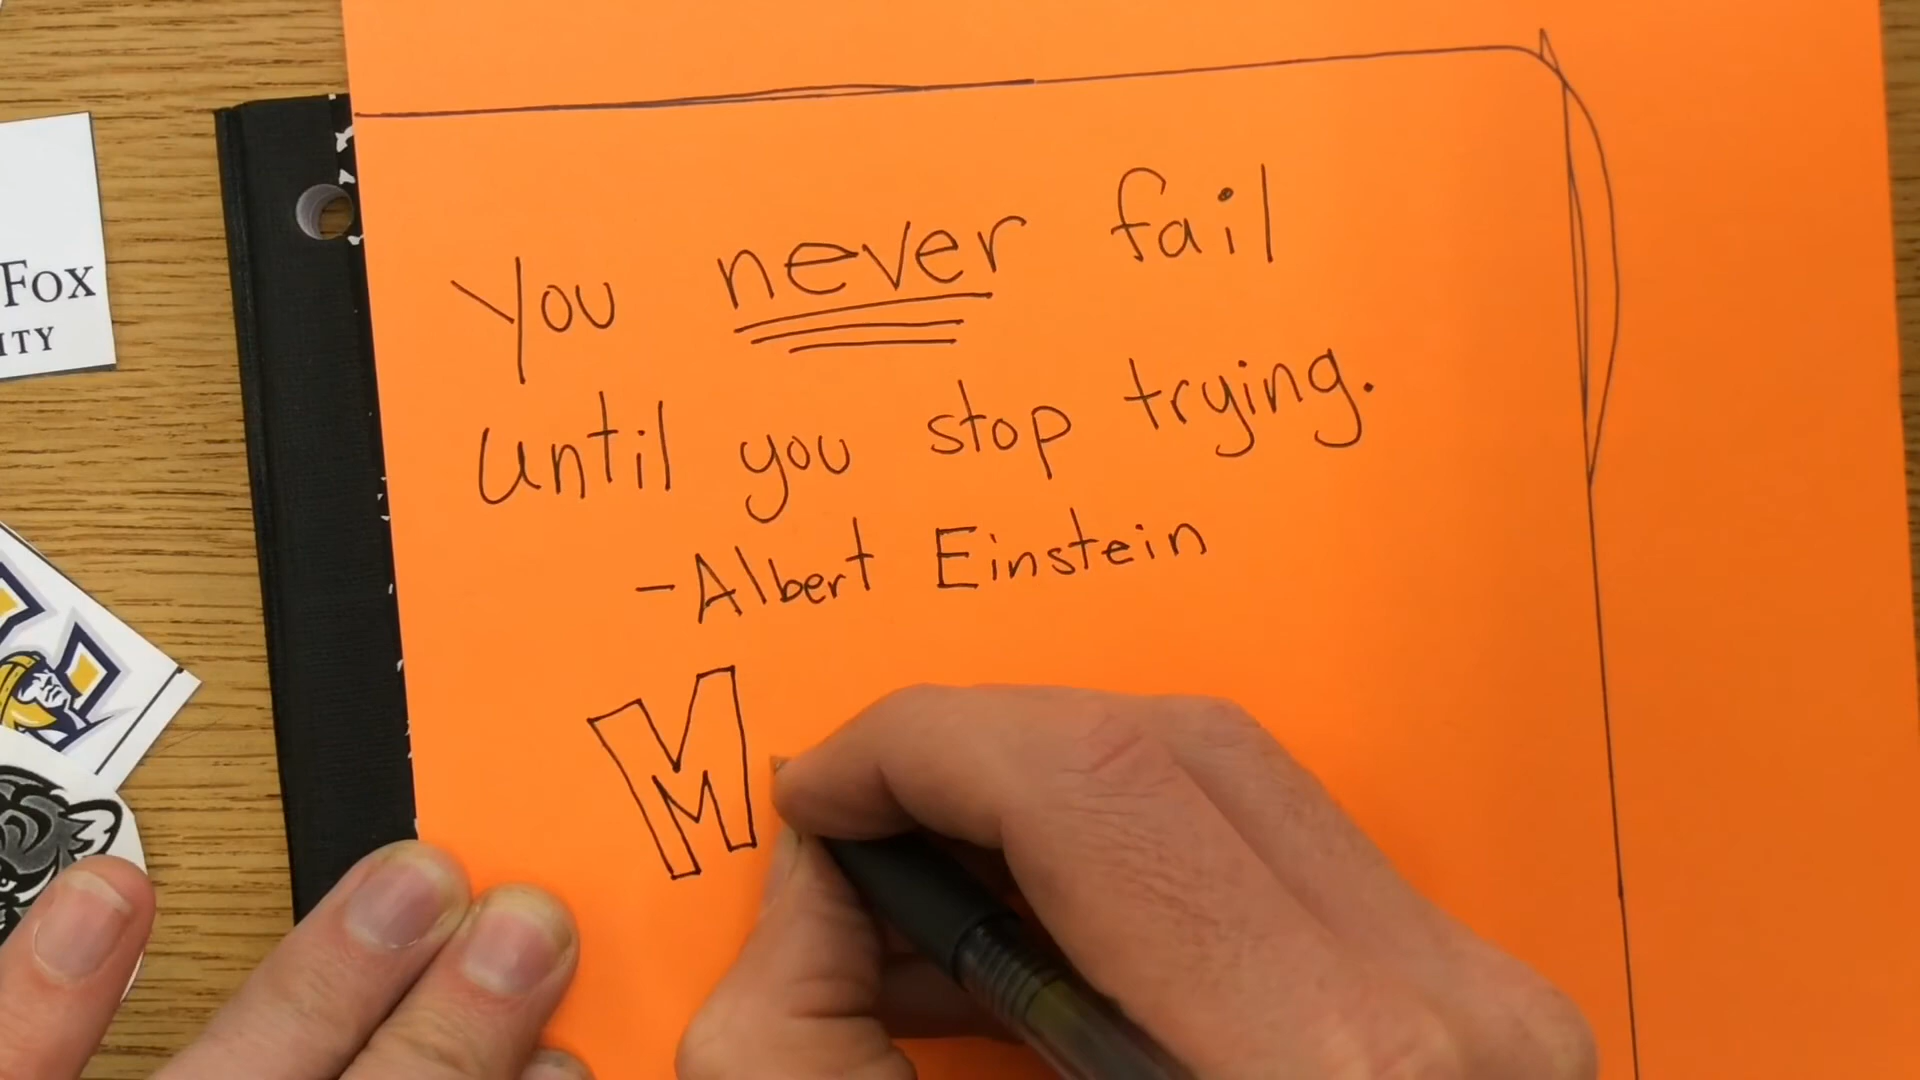 You never fail
until you stop trying.
-Albert Einstein
M
Fox
ITY